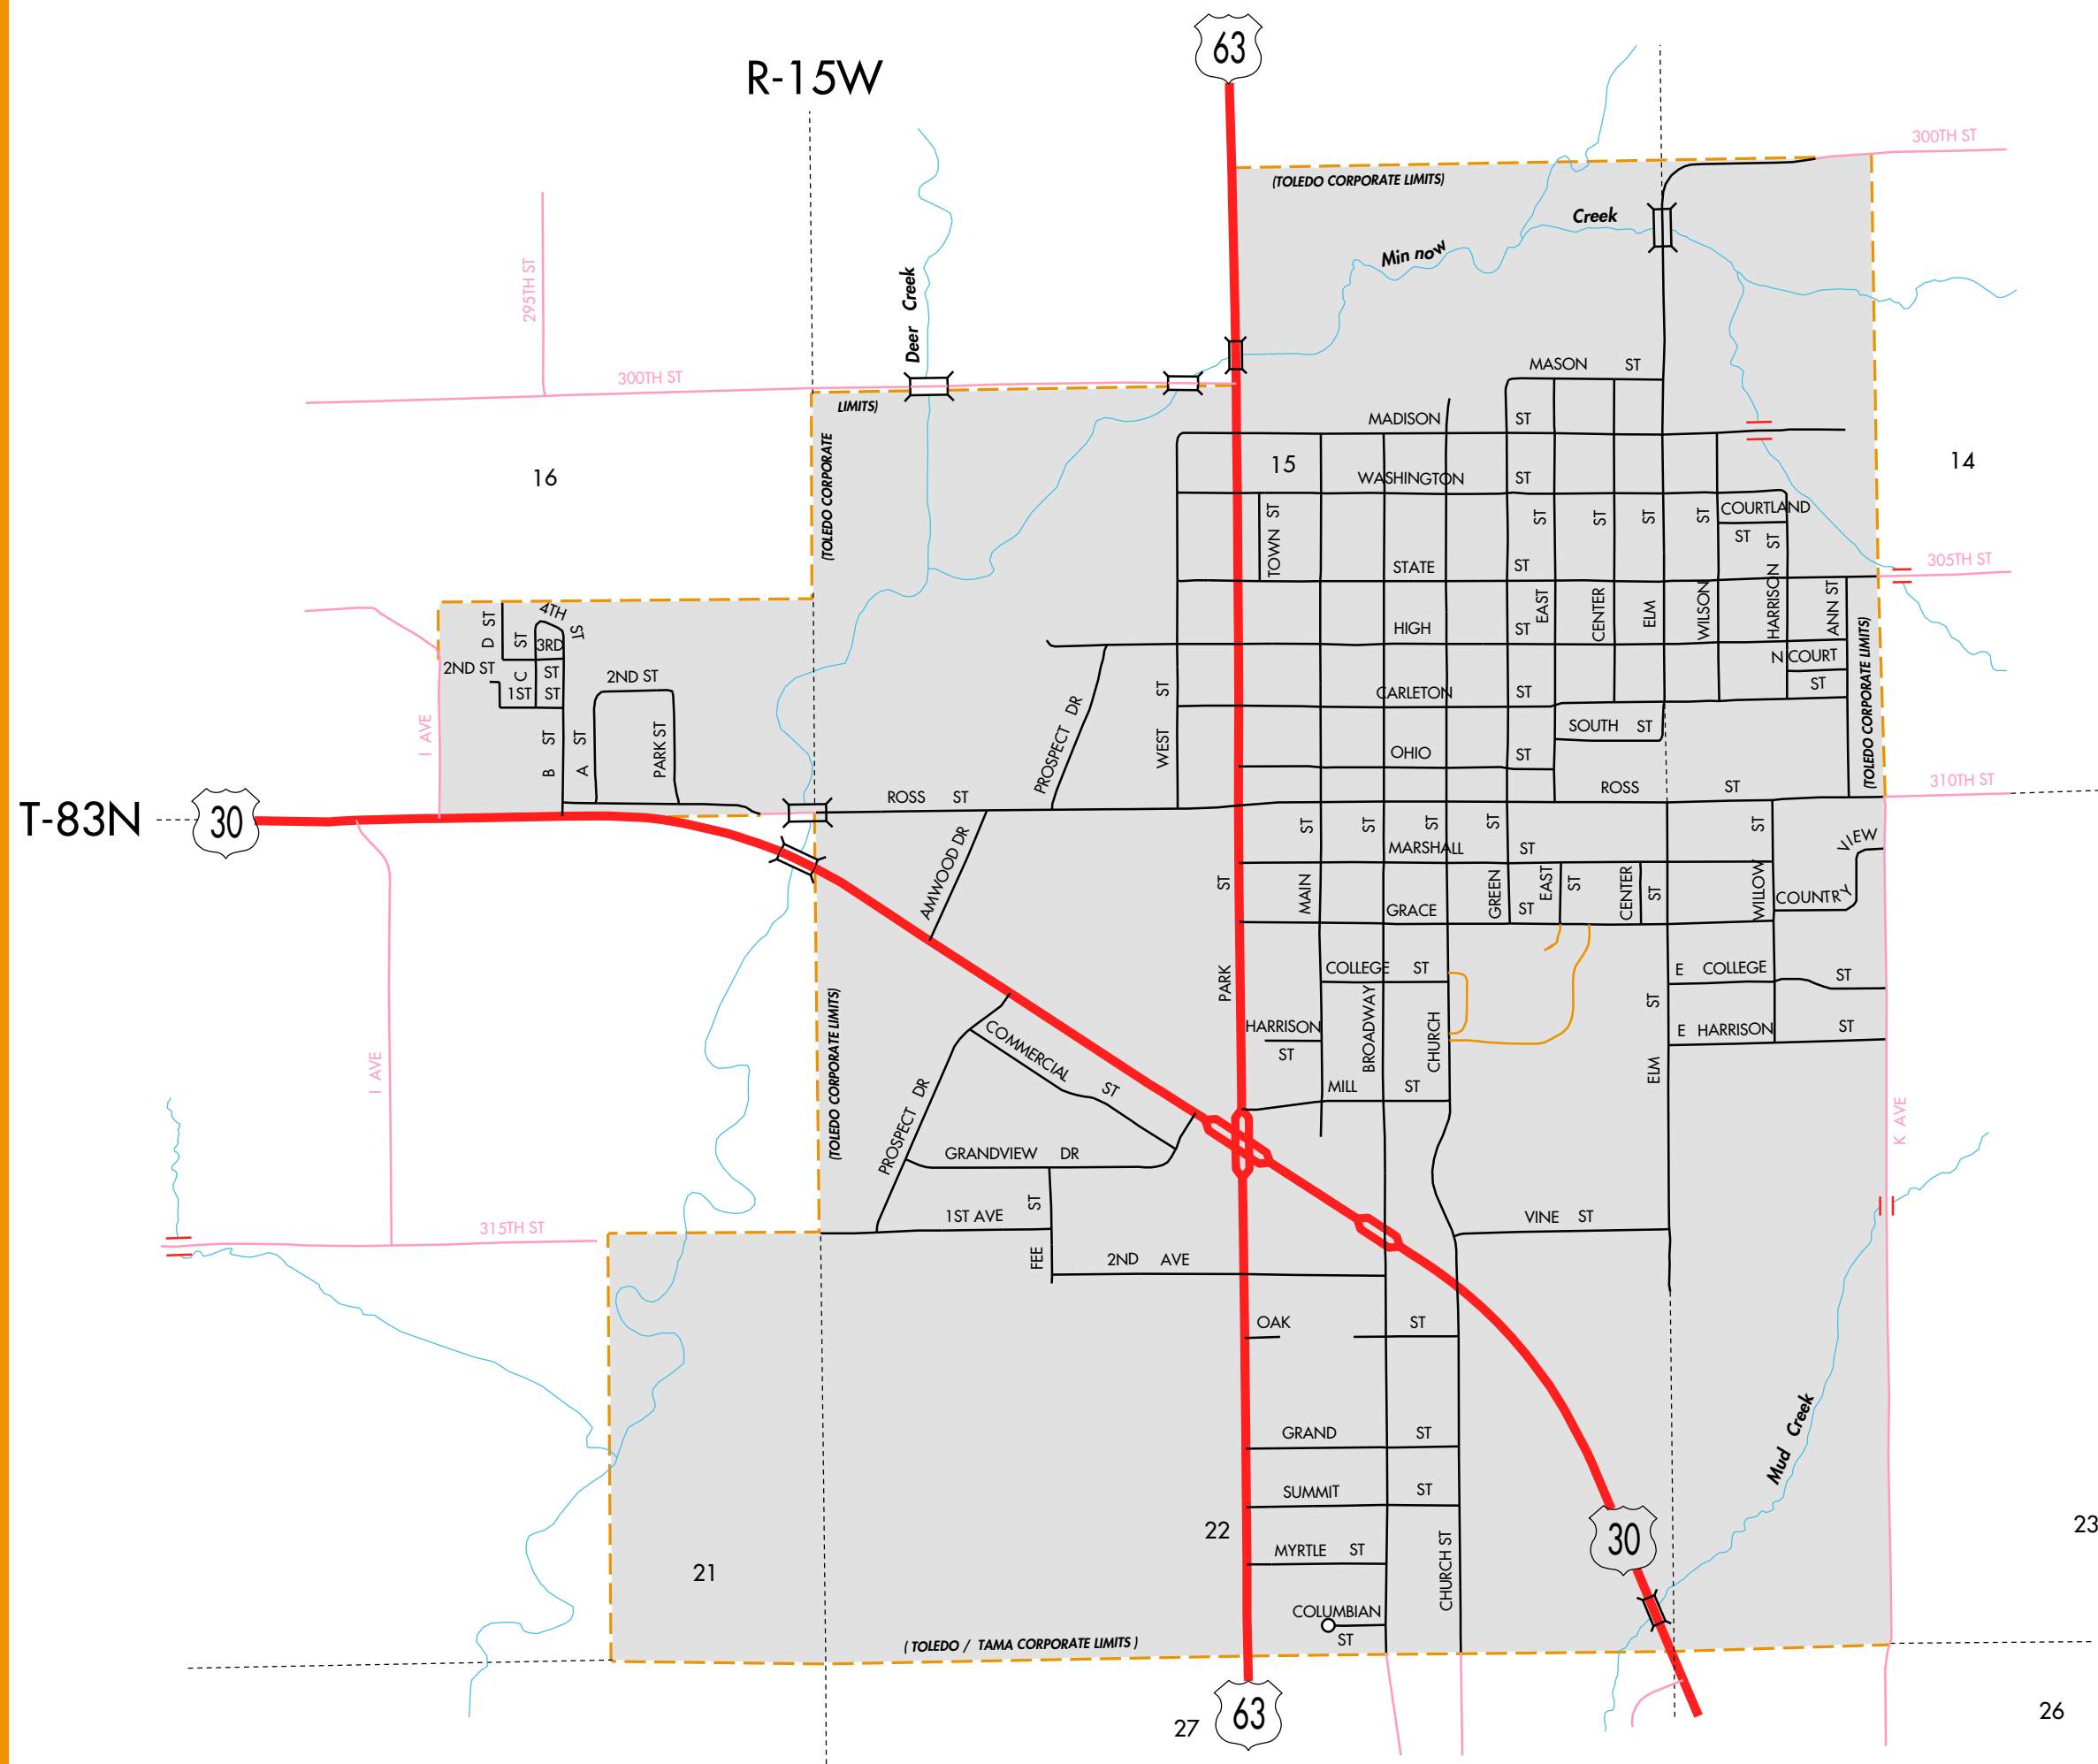 63
R-15W
300TH ST
(TOLEDO CORPORATE LIMITS)
Creek
Min now
295TH ST
Deer Creek
300TH ST
MASON ST
LIMITS)
(TOLEDO CORPORATE
MADISON ST
16
15
14
WASHINGTON ST
TOWN ST
COURTLAND
ST
STATE ST
305TH ST
EAST ST
CENTER ST
ELM ST
WILSON ST
HARRISON ST
ANN ST
D ST
4TH ST
C ST
3RD ST
2ND ST
1ST ST
2ND ST
HIGH ST
N COURT
ST
(TOLEDO CORPORATE LIMITS)
CARLETON ST
WEST ST
PROSPECT DR
I AVE
B ST
A ST
PARK ST
SOUTH ST
OHIO ST
310TH ST
T-83N
30
ROSS ST
ROSS ST
AMWOOD DR
PARK ST
MAIN ST
BROADWAY ST
CHURCH ST
GREEN ST
MARSHALL ST
EAST ST
CENTER ST
WILLOW ST
COUNTRY VIEW
GRACE ST
COLLEGE ST
E COLLEGE ST
(TOLEDO CORPORATE LIMITS)
COMMERCIAL ST
HARRISON
ST
ELM ST
E HARRISON ST
I AVE
PROSPECT DR
MILL ST
K AVE
GRANDVIEW DR
315TH ST
1ST AVE
FEE ST
VINE ST
2ND AVE
OAK ST
GRAND ST
Mud Creek
SUMMIT ST
22
23
30
21
MYRTLE ST
CHURCH ST
COLUMBIAN
ST
( TOLEDO / TAMA CORPORATE LIMITS )
27
63
26